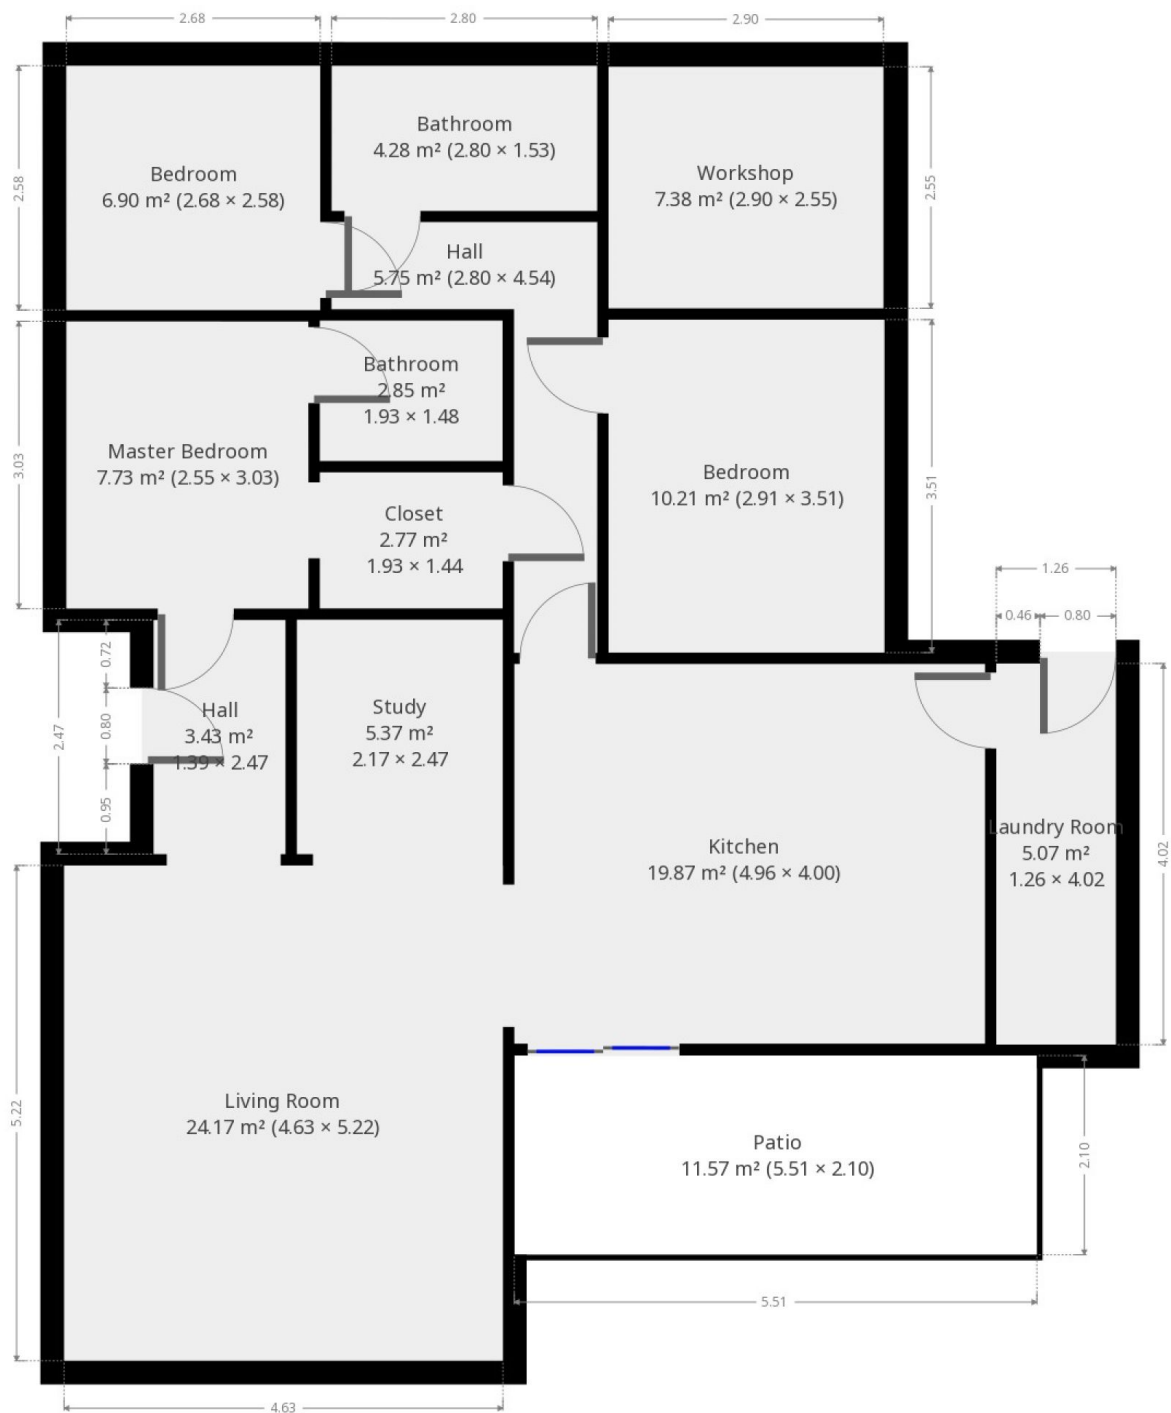 2.68
2.80
2.90
Bathroom
4.28 m² (2.80 × 1.53)
Bedroom
6.90 m² (2.68 × 2.58)
Workshop
7.38 m² (2.90 × 2.55)
2.58
2.55
Hall
5.75 m² (2.80 × 4.54)
Bathroom
2.85 m²
1.93 × 1.48
Master Bedroom
7.73 m² (2.55 × 3.03)
3.03
Bedroom
10.21 m² (2.91 × 3.51)
3.51
Closet
2.77 m²
1.93 × 1.44
1.26
0.46
0.80
0.72
0.80
0.95
2.47
Hall
3.43 m²
1.39 × 2.47
Study
5.37 m²
2.17 × 2.47
Kitchen
19.87 m² (4.96 × 4.00)
Laundry Room
5.07 m²
1.26 × 4.02
4.02
Living Room
24.17 m² (4.63 × 5.22)
5.22
Patio
11.57 m² (5.51 × 2.10)
2.10
5.51
4.63